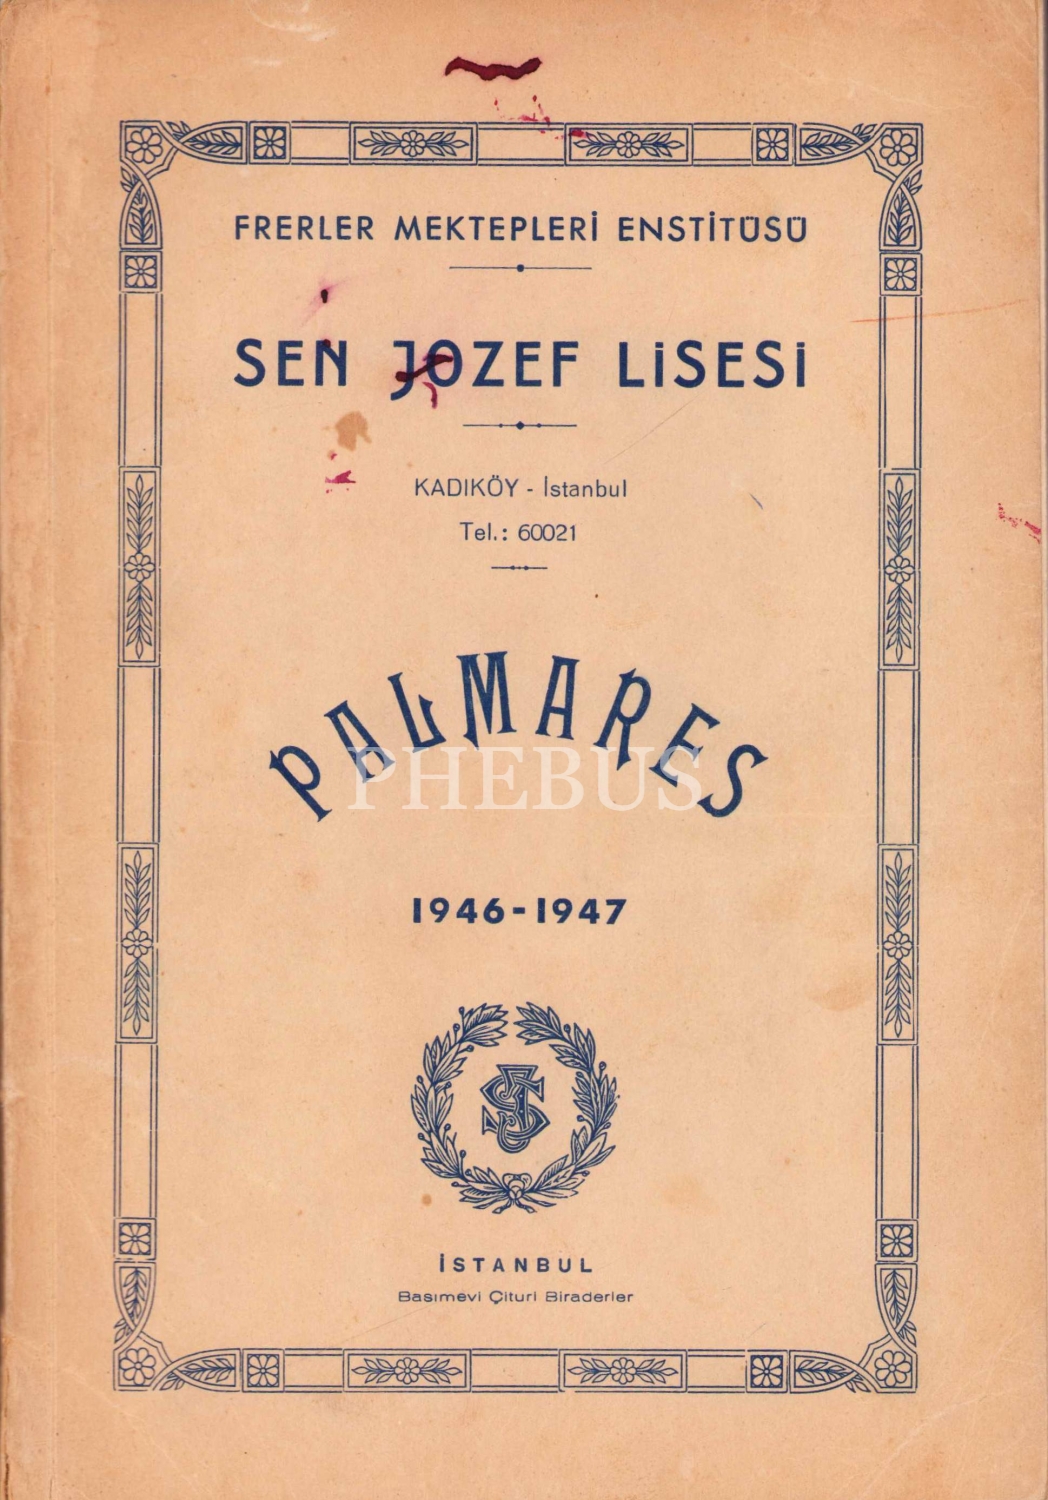 FRERLER MEKTEPLERİ ENSTİTÜSÜ
SEN JOZEF LİSESİ
KADIKÖY - İstanbul
Tel.: 60021
PALMARES
PHEBUS
1946-1947
SJ
İSTANBUL
Basımevi Çituri Biraderler